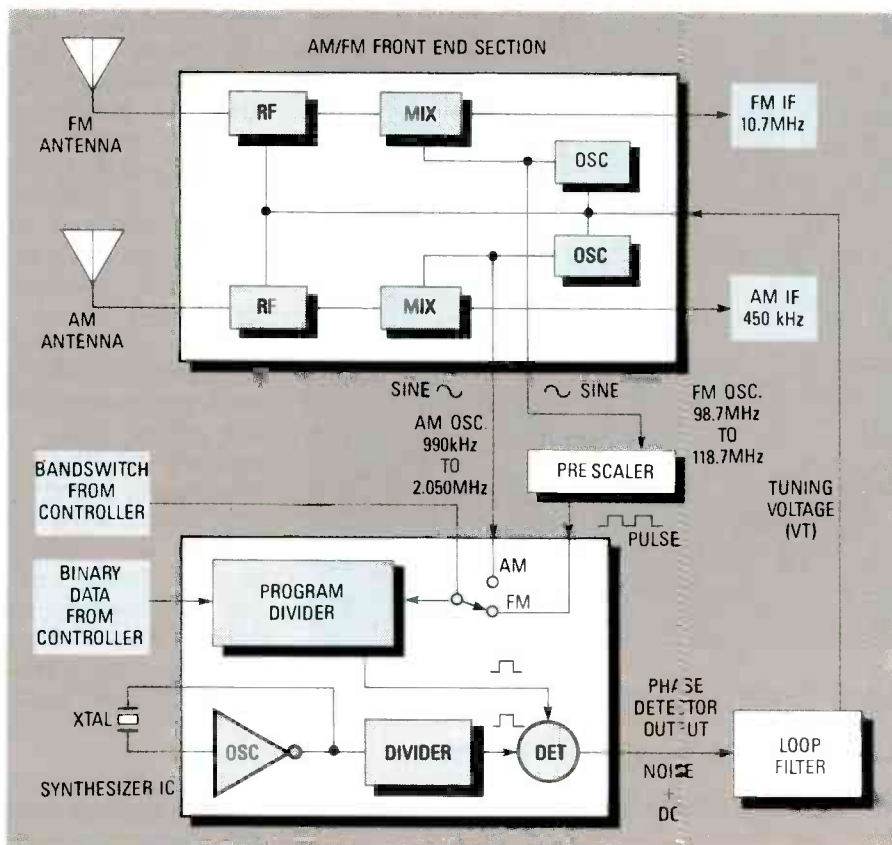 AM/FM FRONT END SECTION
FM
ANTENNA
RF
MIX
OSC
FM IF
10.7MHz
AM
ANTENNA
RF
MIX
OSC
AM IF
450 kHz
SINE
SINE
AM OSC.
990kHz
TO
2.050MHz
FM OSC.
98.7MHz
TO
118.7MHz
PRESCALER
PULSE
TUNING
VOLTAGE
(VT)
BANDSWITCH
FROM
CONTROLLER
BINARY
DATA
FROM
CONTROLLER
PROGRAM
DIVIDER
AM
FM
XTAL
OSC
DIVIDER
DET
SYNTHESIZER IC
PHASE
DETECTOR
OUTPUT
NOISE
+
DC
LOOP
FILTER